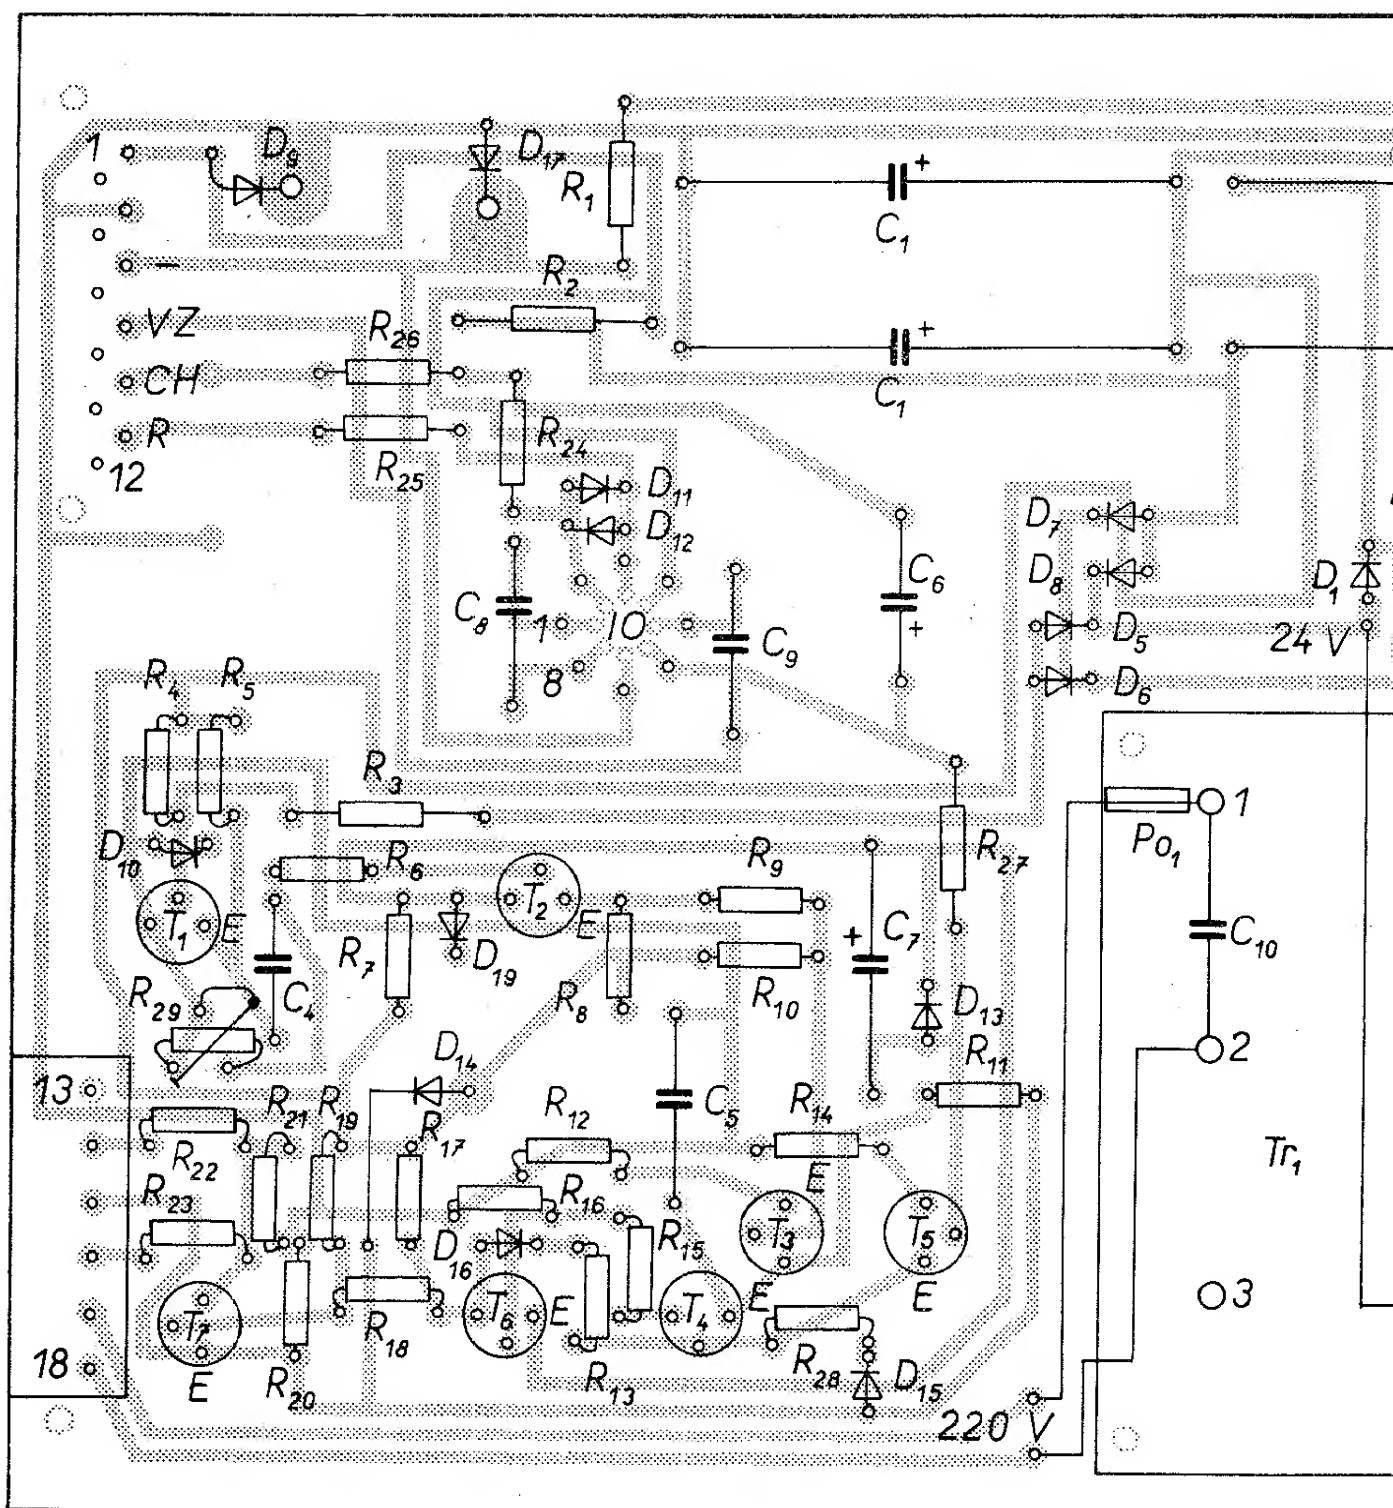 1
D9
D17
R1
+
C1
–
R2
VZ
R26
+
CH
C1
R
R24
12
R25
D11
D7
D12
C6
D8
D1
C8
1
IO
+
D5
24 V
C9
8
D6
R4
R5
R3
1
Po1
D10
R6
R9
R27
T2
T1
E
E
+
C7
C10
R7
D19
R29
C4
R8
R10
D13
D14
R11
2
13
R21
R19
R12
C5
R14
R17
R22
E
Tr1
R23
R16
T3
T5
R15
D16
E
E
E
3
T7
T6
T4
R18
18
R28
D15
E
R20
R13
220 V